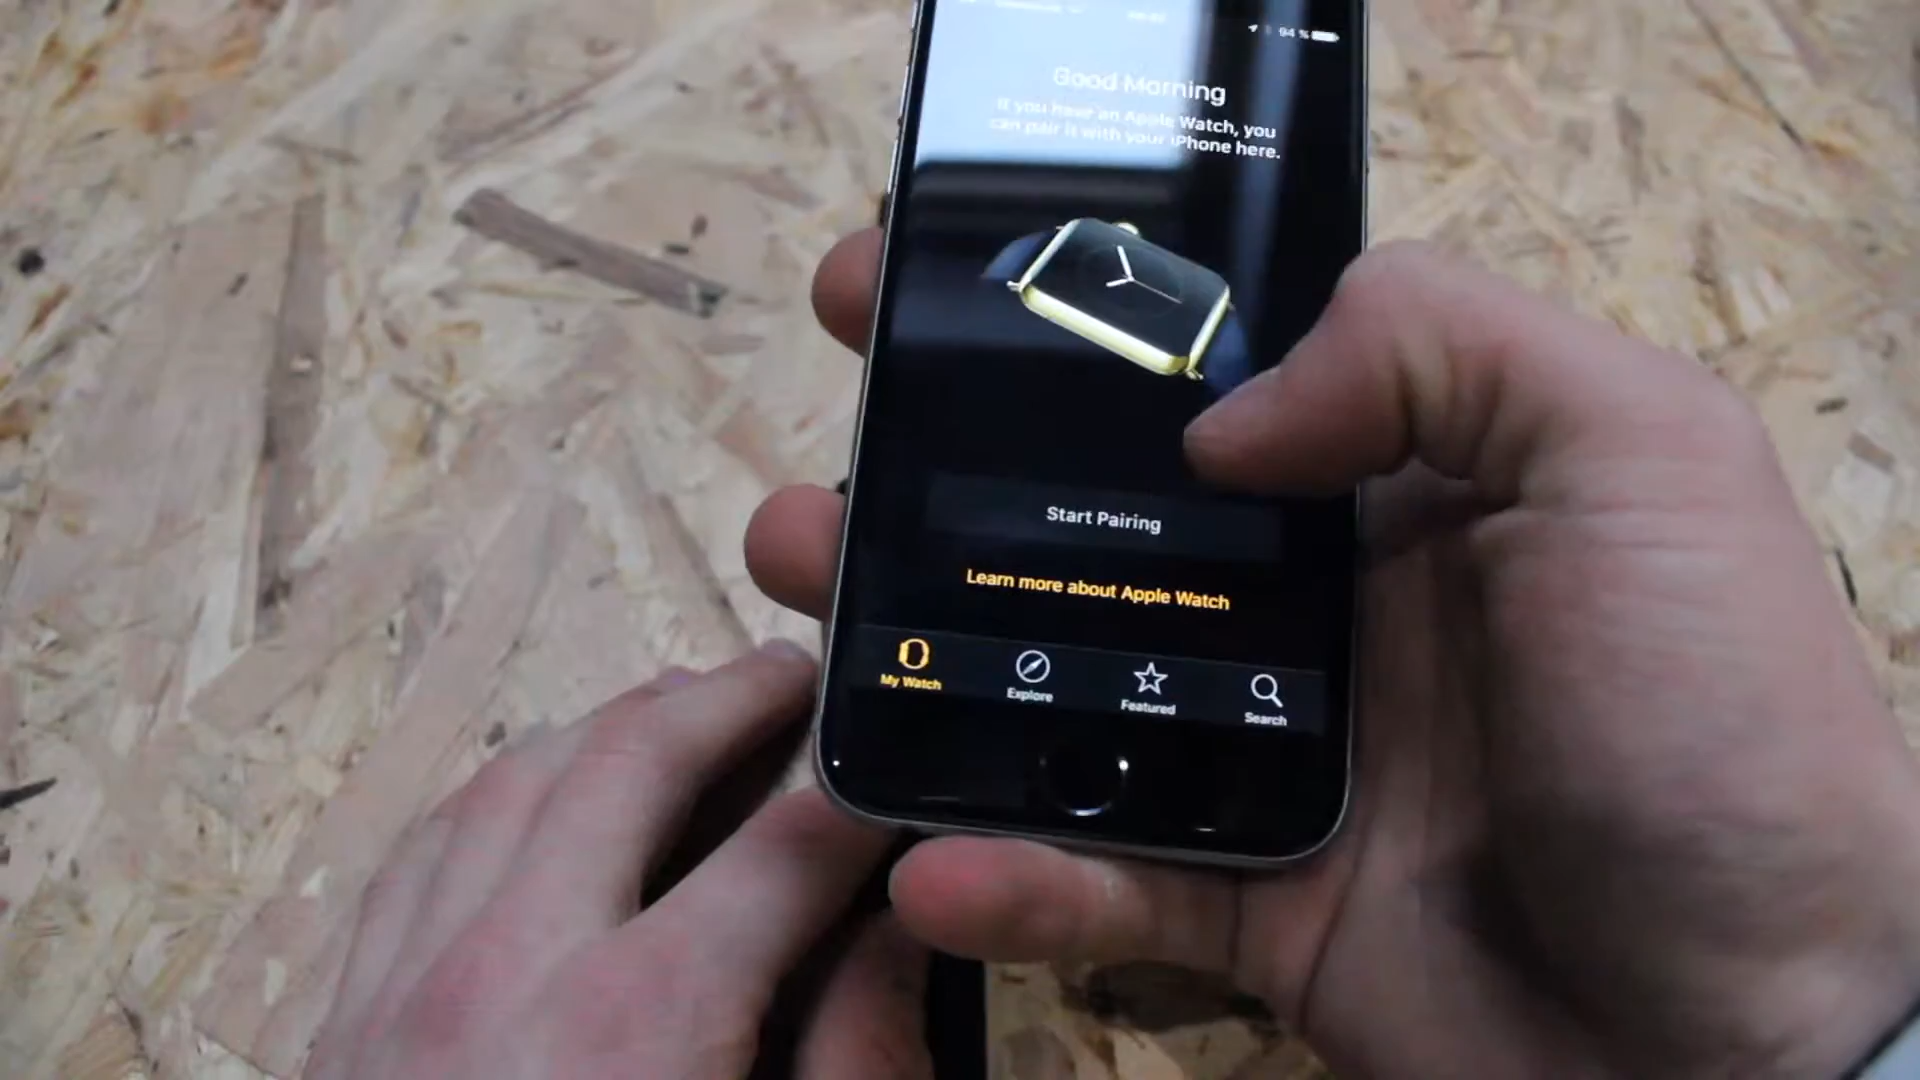 94 %
Good Morning
If you have an Apple Watch, you
can pair it with your iPhone here.
Start Pairing
Learn more about Apple Watch
My Watch
Explore
Featured
Search